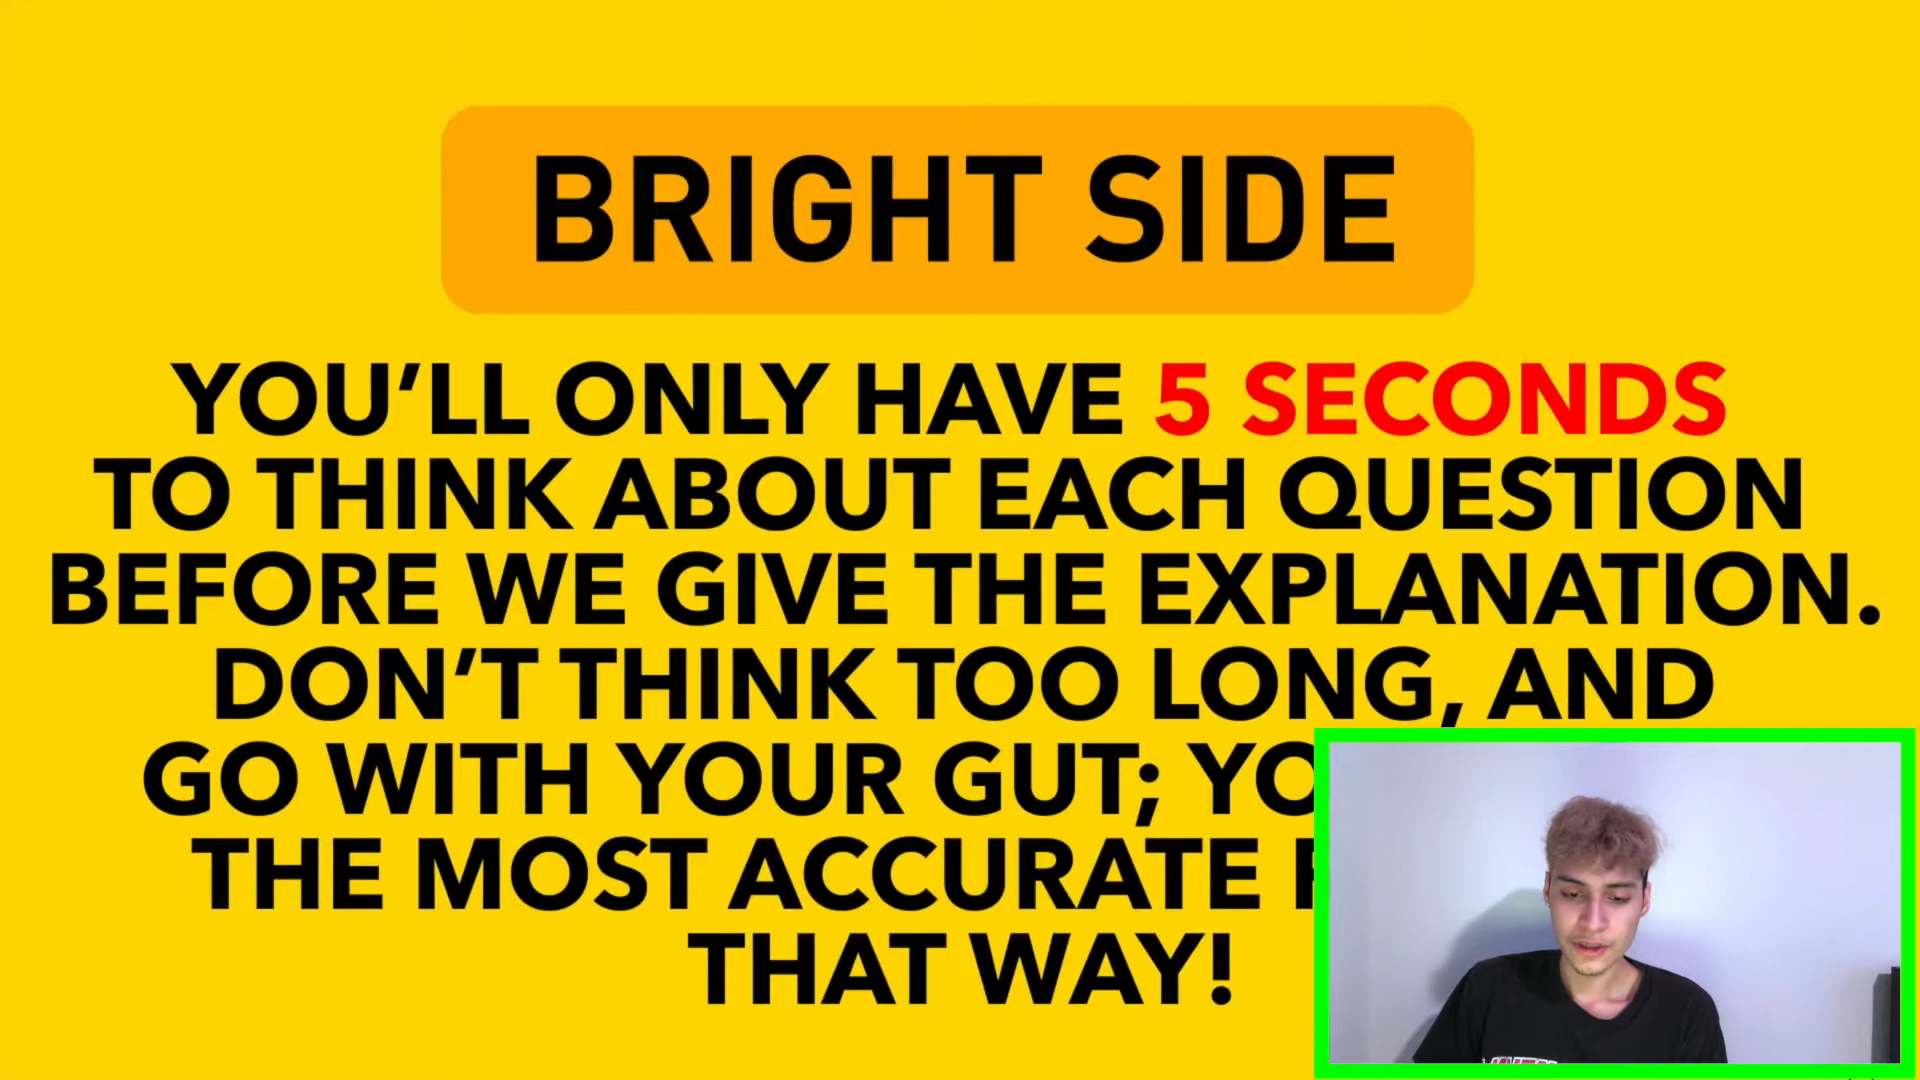 BRIGHT SIDE
YOU'LL ONLY HAVE 5 SECONDS
TO THINK ABOUT EACH QUESTION
BEFORE WE GIVE THE EXPLANATION.
DON'T THINK TOO LONG, AND
GO WITH YOUR GUT;
THE MOST ACCURATE
THAT WAY!